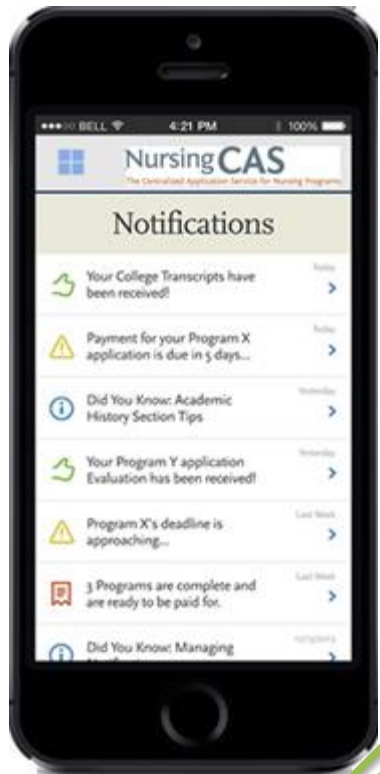 BELL 4:21 PM 100%
NursingCAS
The Centralized Application Service for Nursing Programs
Notifications
Today
Your College Transcripts have
been received!
Today
Payment for your Program X
application is due in 5 days...
Yesterday
Did You Know: Academic
History Section Tips
Yesterday
Your Program Y application
Evaluation has been received!
Last Week
Program X's deadline is
approaching...
Last Week
3 Programs are complete and
are ready to be paid for.
Did You Know: Managing